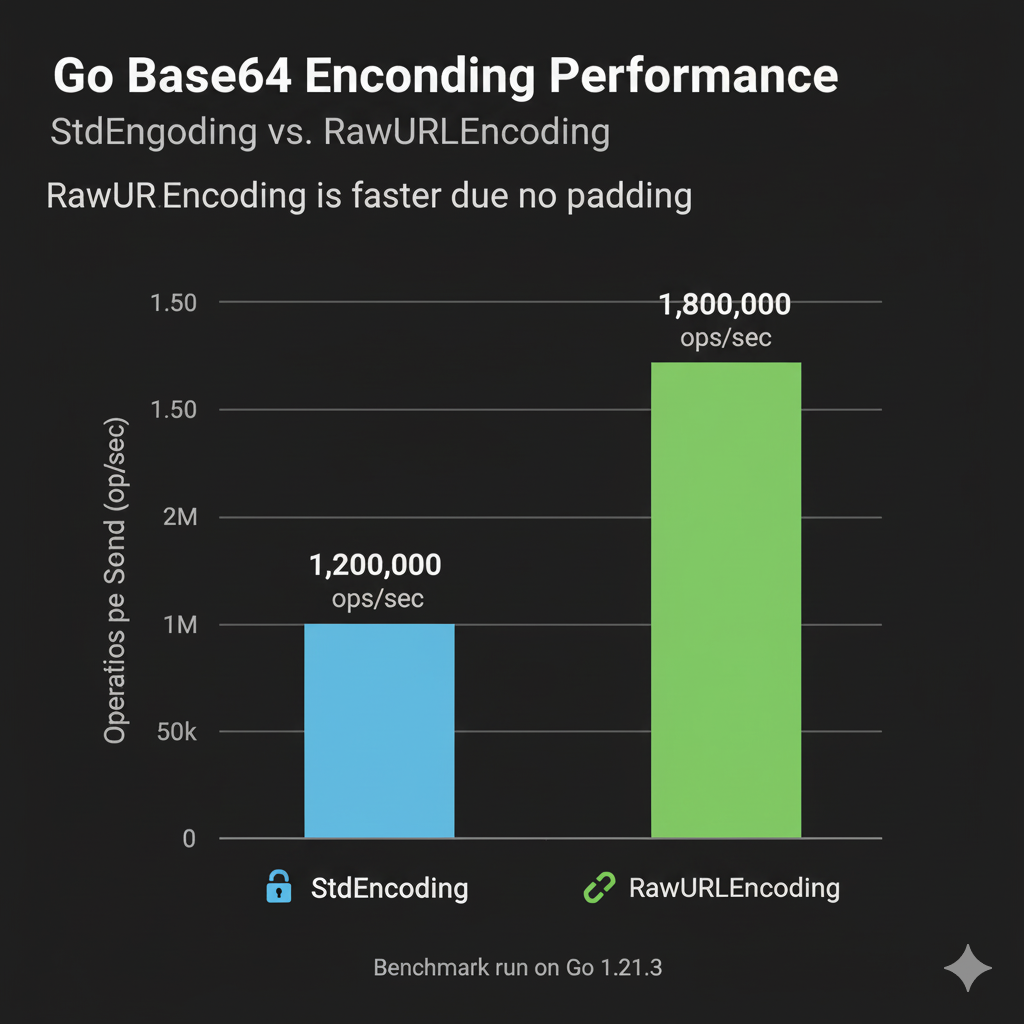 Go Base64 Enconding Performance
StdEngoding vs. RawURLEncoding
RawUR.Encoding is faster due no padding
1.50
1,800,000
ops/sec
1.50
2M
1,200,000
ops/sec
1M
50k
0
Operatios pe Sond (op/sec)
StdEncoding
RawURLEncoding
Benchmark run on Go 1.21.3